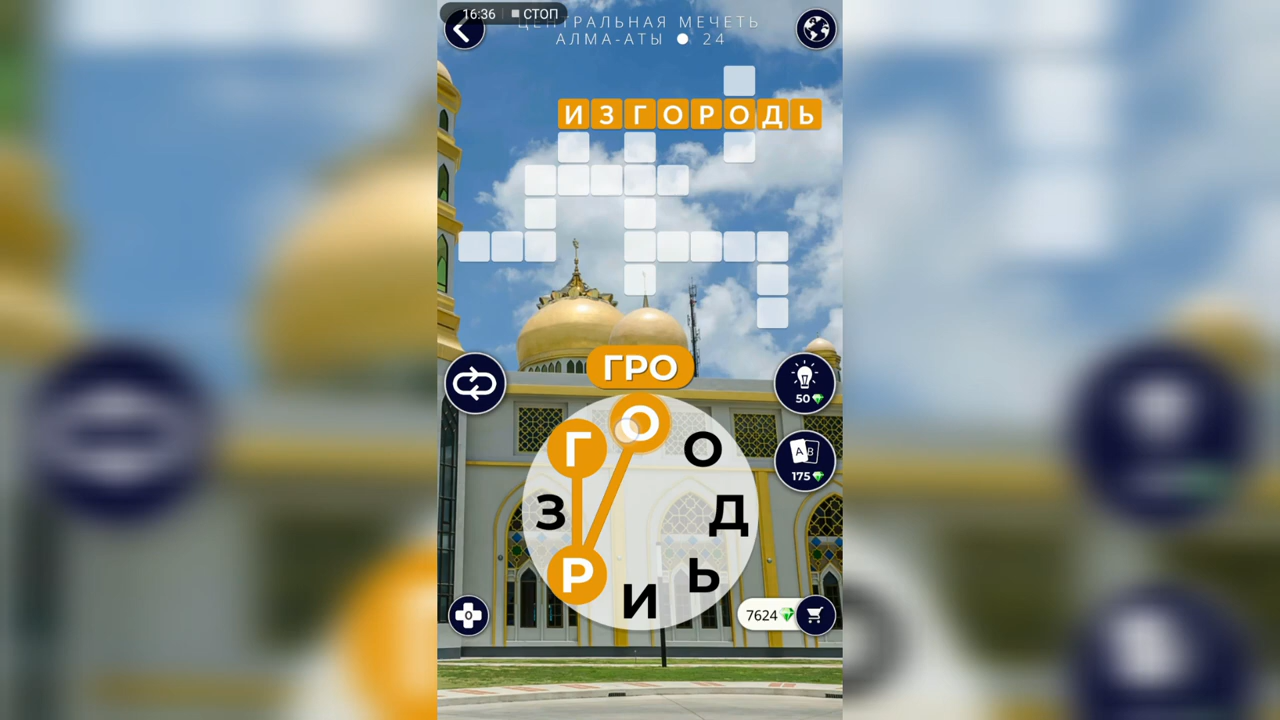 16:36 СТОП
ЦЕНТРАЛЬНАЯ МЕЧЕТЬ
АЛМА-АТЫ ● 24
ИЗГОРОДЬ
ГРО
О
Г О
З Д
Р Ь
И
50
A B
175
0
7624